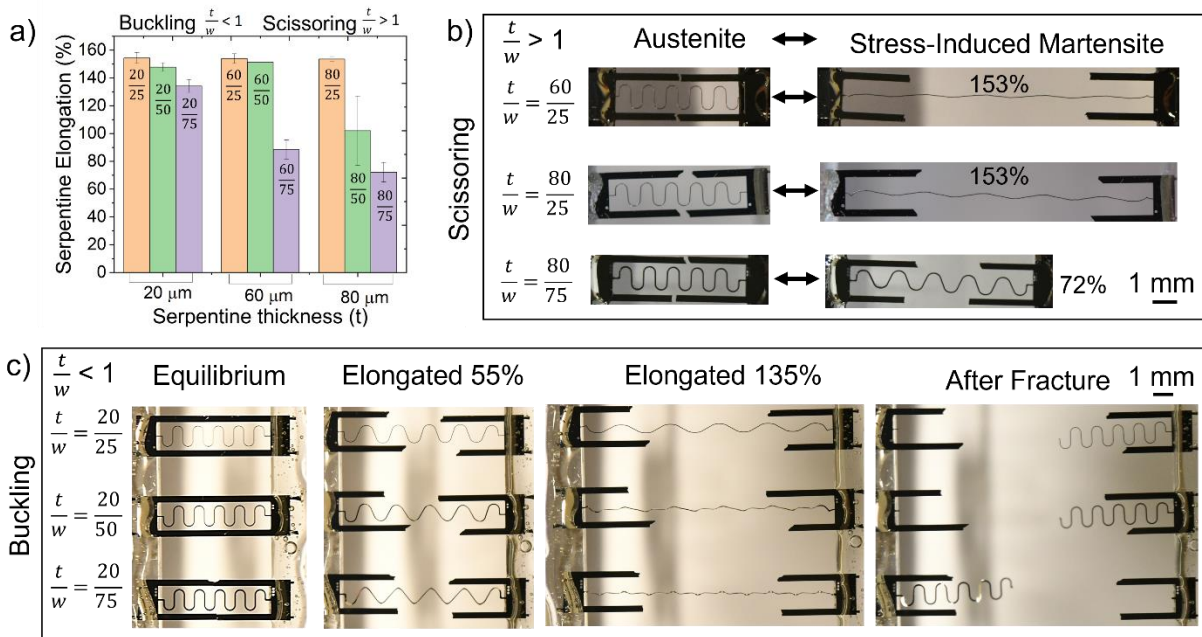 a)
Buckling t/w < 1
Scissoring t/w > 1
Serpentine Elongation (%)
160
140
120
100
80
60
40
20
0
20/25
20/50
20/75
60/25
60/50
60/75
80/25
80/50
80/75
20 μm
60 μm
80 μm
Serpentine thickness (t)
b)
t/w > 1
Austenite ↔ Stress-Induced Martensite
Scissoring
t/w = 60/25
153%
t/w = 80/25
153%
t/w = 80/75
72%
1 mm
c)
t/w < 1
Equilibrium
Elongated 55%
Elongated 135%
After Fracture
1 mm
Buckling
t/w = 20/25
t/w = 20/50
t/w = 20/75